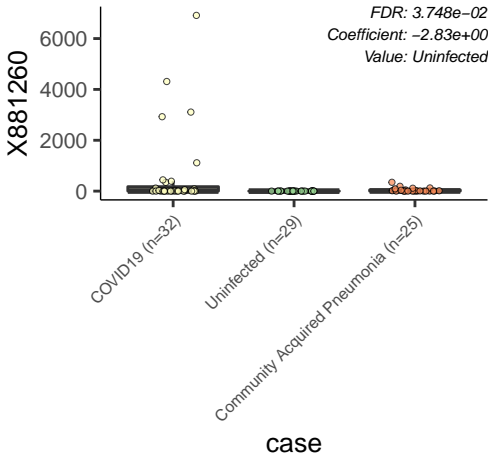 FDR: 3.748e−02
Coefficient: −2.83e+00
Value: Uninfected
X881260
6000
4000
2000
0
COVID19 (n=32)
Uninfected (n=29)
Community Acquired Pneumonia (n=25)
case